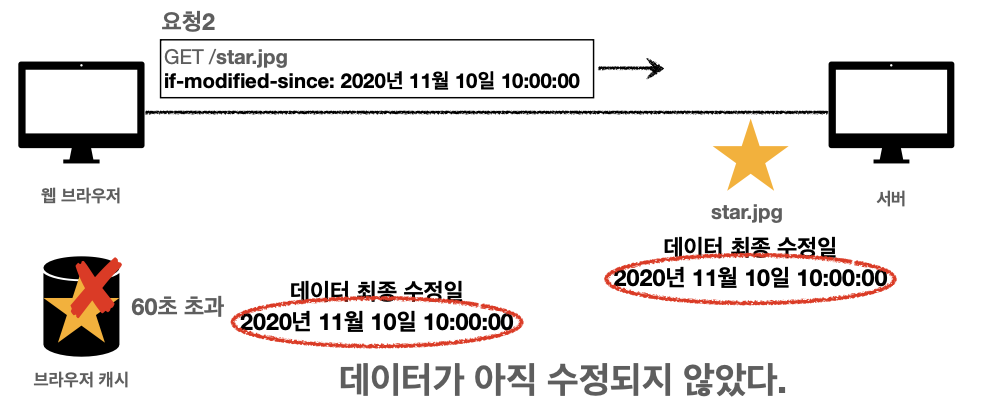 요청2
GET /star.jpg
if-modified-since: 2020년 11월 10일 10:00:00
웹 브라우저
서버
star.jpg
데이터 최종 수정일
2020년 11월 10일 10:00:00
60초 초과
데이터 최종 수정일
2020년 11월 10일 10:00:00
브라우저 캐시
데이터가 아직 수정되지 않았다.